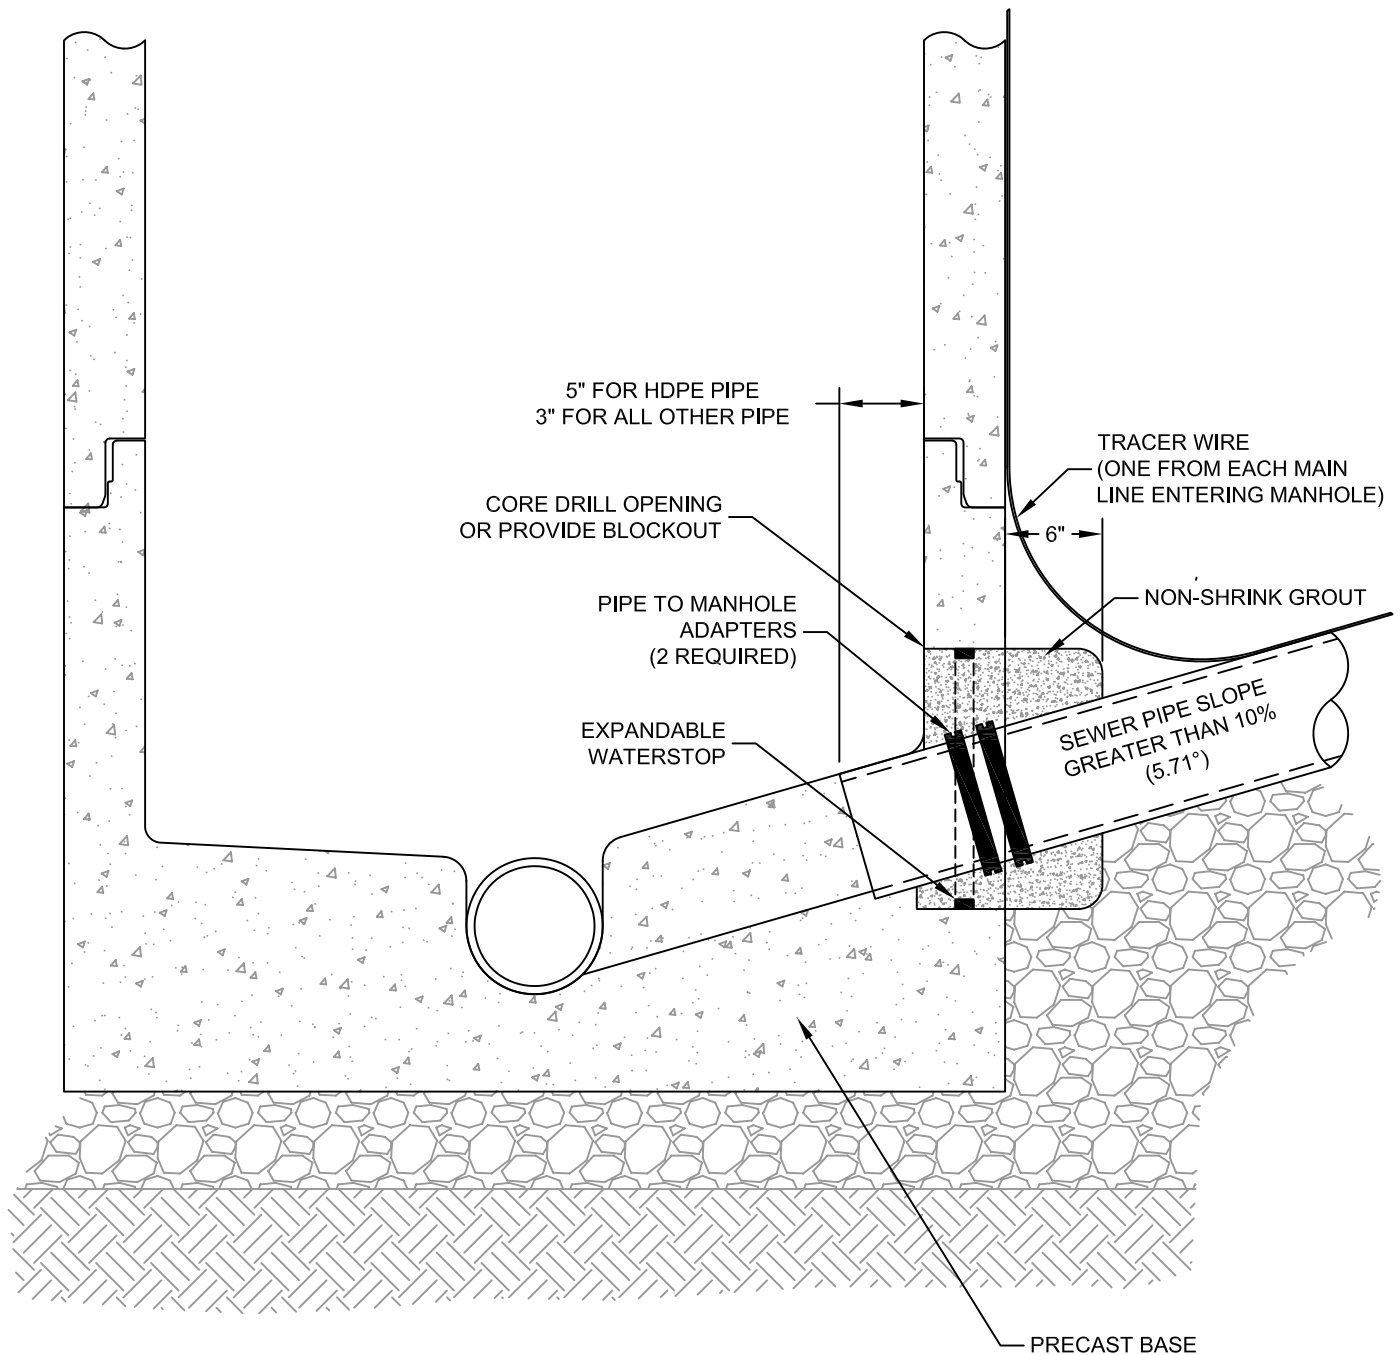 5" FOR HDPE PIPE
3" FOR ALL OTHER PIPE
TRACER WIRE
(ONE FROM EACH MAIN
LINE ENTERING MANHOLE)
CORE DRILL OPENING
OR PROVIDE BLOCKOUT
6"
NON-SHRINK GROUT
PIPE TO MANHOLE
ADAPTERS
(2 REQUIRED)
EXPANDABLE
WATERSTOP
SEWER PIPE SLOPE
GREATER THAN 10%
(5.71°)
PRECAST BASE